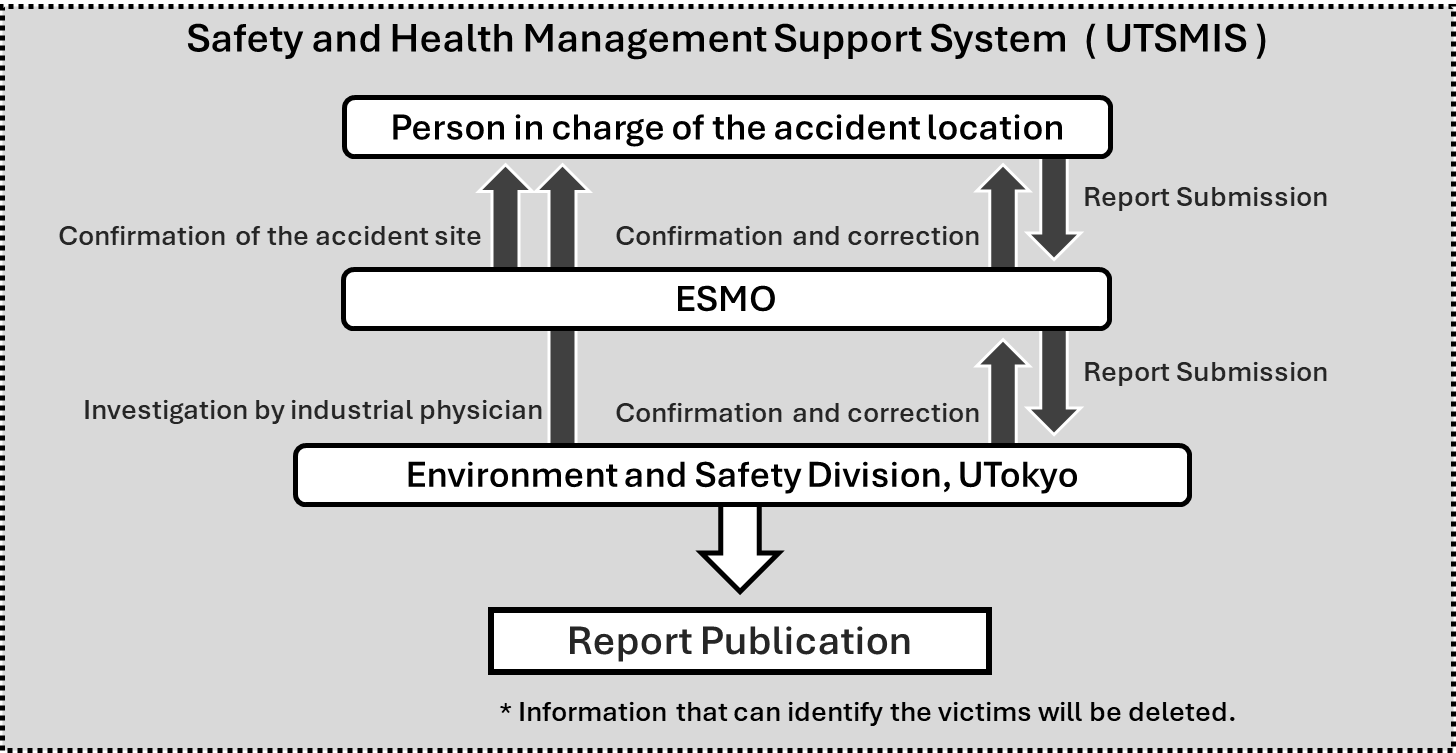 Safety and Health Management Support System ( UTSMIS )
Person in charge of the accident location
Report Submission
Confirmation of the accident site
Confirmation and correction
ESMO
Report Submission
Investigation by industrial physician
Confirmation and correction
Environment and Safety Division, UTokyo
Report Publication
* Information that can identify the victims will be deleted.